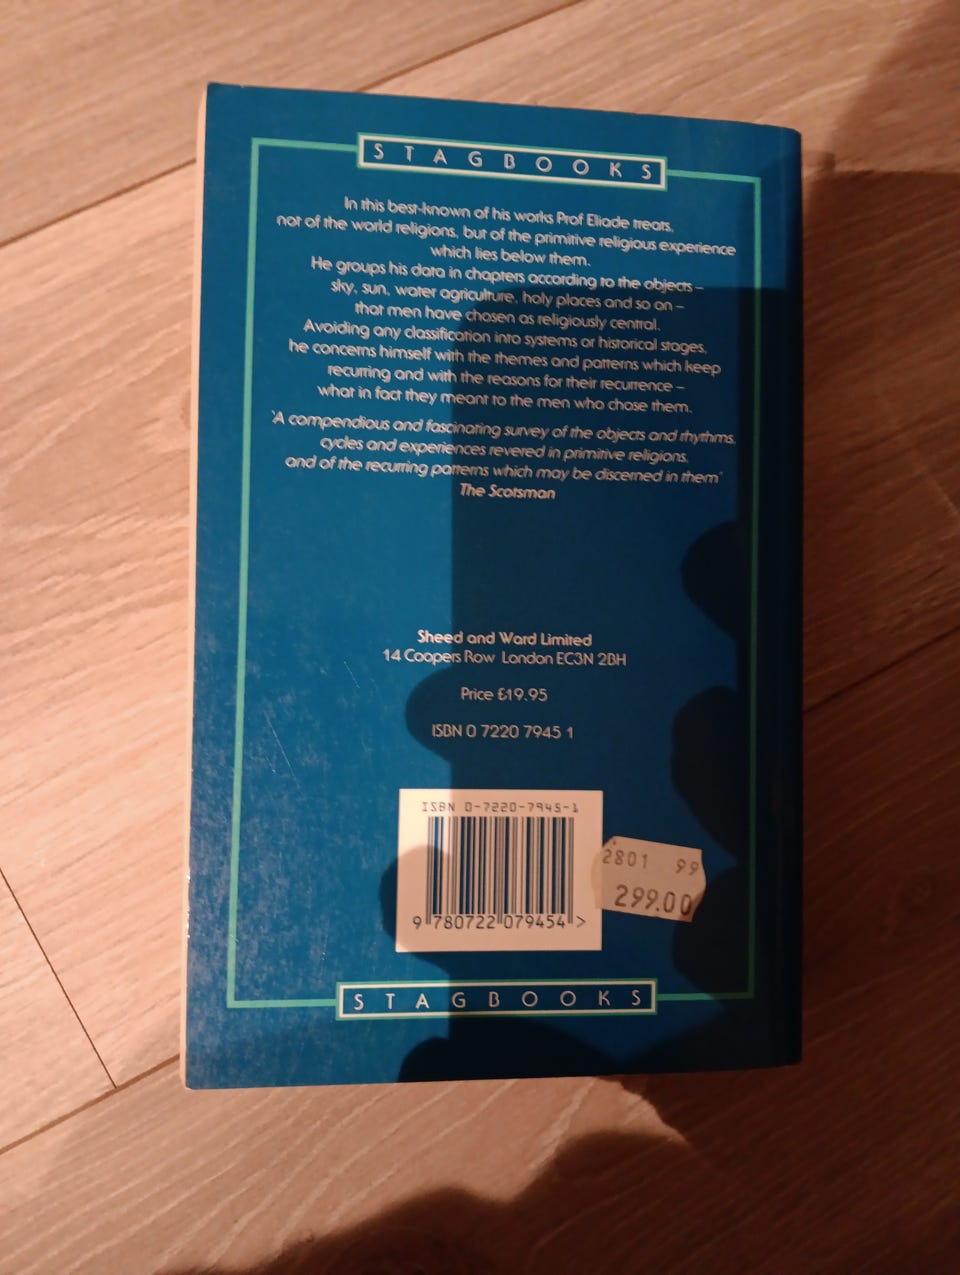 STAGBOOKS
In this best-known of his works Prof Eliade treats,
not of the world religions, but of the primitive religious experience
which lies below them.
He groups his data in chapters according to the objects –
sky, sun, water agriculture, holy places and so on –
that men have chosen as religiously central.
Avoiding any classification into systems or historical stages,
he concerns himself with the themes and patterns which keep
recurring and with the reasons for their recurrence –
what in fact they meant to the men who chose them.
'A compendious and fascinating survey of the objects and rhythms,
cycles and experiences revered in primitive religions,
and of the recurring patterns which may be discerned in them'
The Scotsman
Sheed and Ward Limited
14 Coopers Row London EC3N 2BH
Price £19.95
ISBN 0 7220 7945 1
ISBN 0-7220-7945-1
9 780722 079454 >
2801 99
299.00
STAGBOOKS